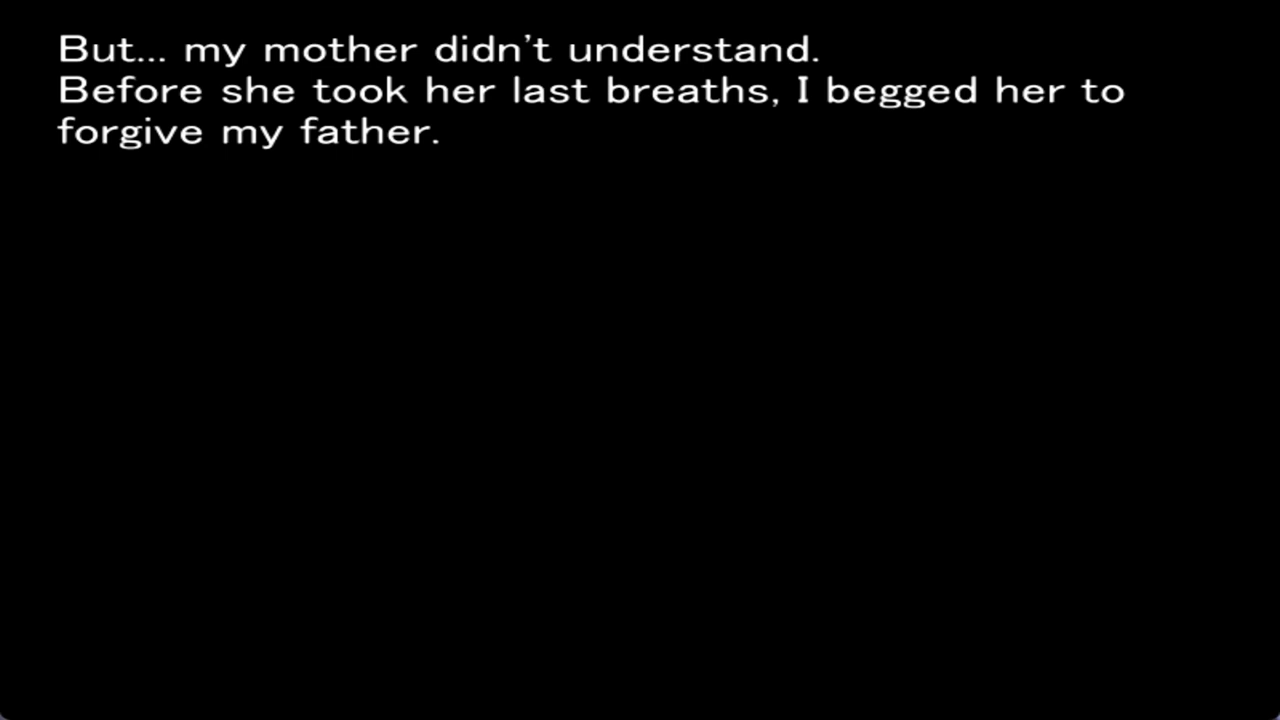 But... my mother didn't understand.
Before she took her last breaths, I begged her to
forgive my father.